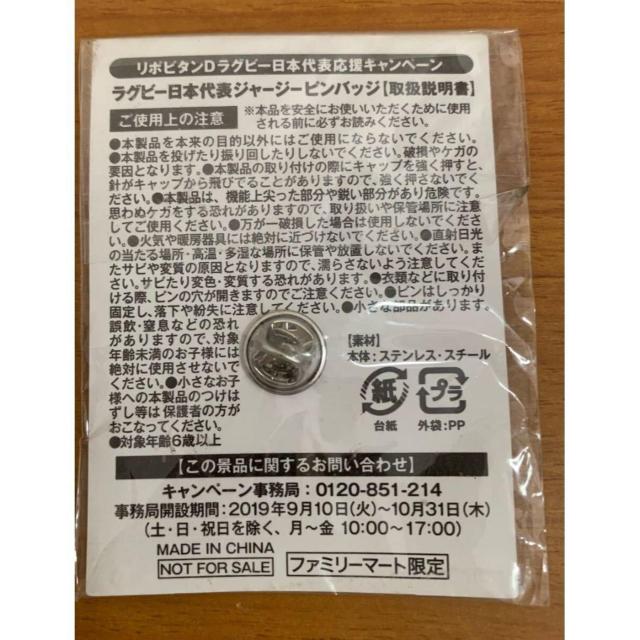 リポビタンDラグビー日本代表応援キャンペーン
ラグビー日本代表ジャージーピンバッジ【取扱説明書】
ご使用上の注意
※本製品を安全にお使いいただくために使用
される前に必ずお読みください。
●本製品を本来の目的以外にはご使用にならないでください。
●本製品を投げたり振り回したりしないでください。破損やケガの
要因となります。●本製品の取り付けの際にキャップを強く押すと、
針がキャップから飛びでることがありますので、強く押さないでく
ださい。●本製品は、機能上尖った部分や鋭い部分があり危険です。
思わぬケガをする恐れがありますので、取り扱いや保管場所に注意
してご使用ください。●万が一破損した場合は使用しないでくださ
い。●火気や暖房器具には絶対に近づけないでください。●直射日光
の当たる場所・高温・多湿な場所に保管や放置しないでください。ま
たサビや変質の原因となりますので、濡らさないよう注意してくだ
さい。サビたり変色・変質する恐れがあります。●衣類などに取り付
ける際、ピンの穴が開きますのでご注意ください。●ピンはしっかり
固定し、落下や紛失に注意してください。●小さな部品があります。
誤飲・窒息などの恐れ
がありますので、対象
年齢未満のお子様には
絶対に使用させないで
ください。●小さなお子
様への本製品のつけは
ずし等は保護者の方が
おこなってください。
●対象年齢6歳以上
【素材】
本体：ステンレス・スチール
紙
プラ
台紙
外袋：PP
【この景品に関するお問い合わせ】
キャンペーン事務局：0120-851-214
事務局開設期間：2019年9月10日(火)～10月31日(木)
(土・日・祝日を除く、月～金 10:00～17:00)
MADE IN CHINA
NOT FOR SALE
ファミリーマート限定